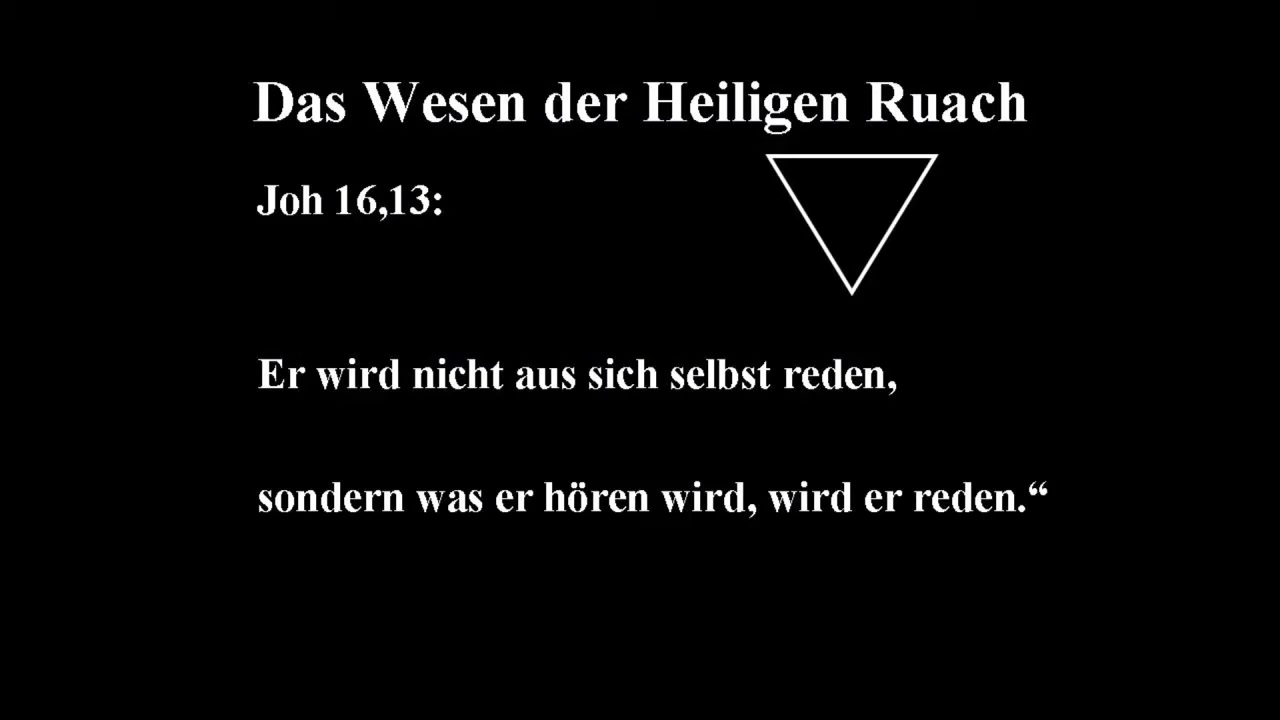 Das Wesen der Heiligen Ruach
Joh 16,13:
Er wird nicht aus sich selbst reden,
sondern was er hören wird, wird er reden.“